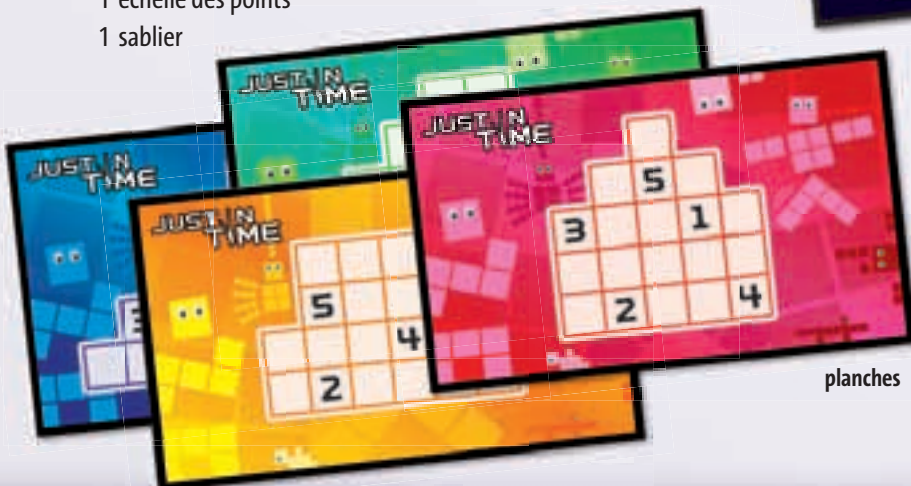 1 échelle des points
1 sablier
JUST IN
TIME
JUST IN
TIME
JUST IN
TIME
5
3 1
2 4
JUST IN
TIME
5
4
2
planches